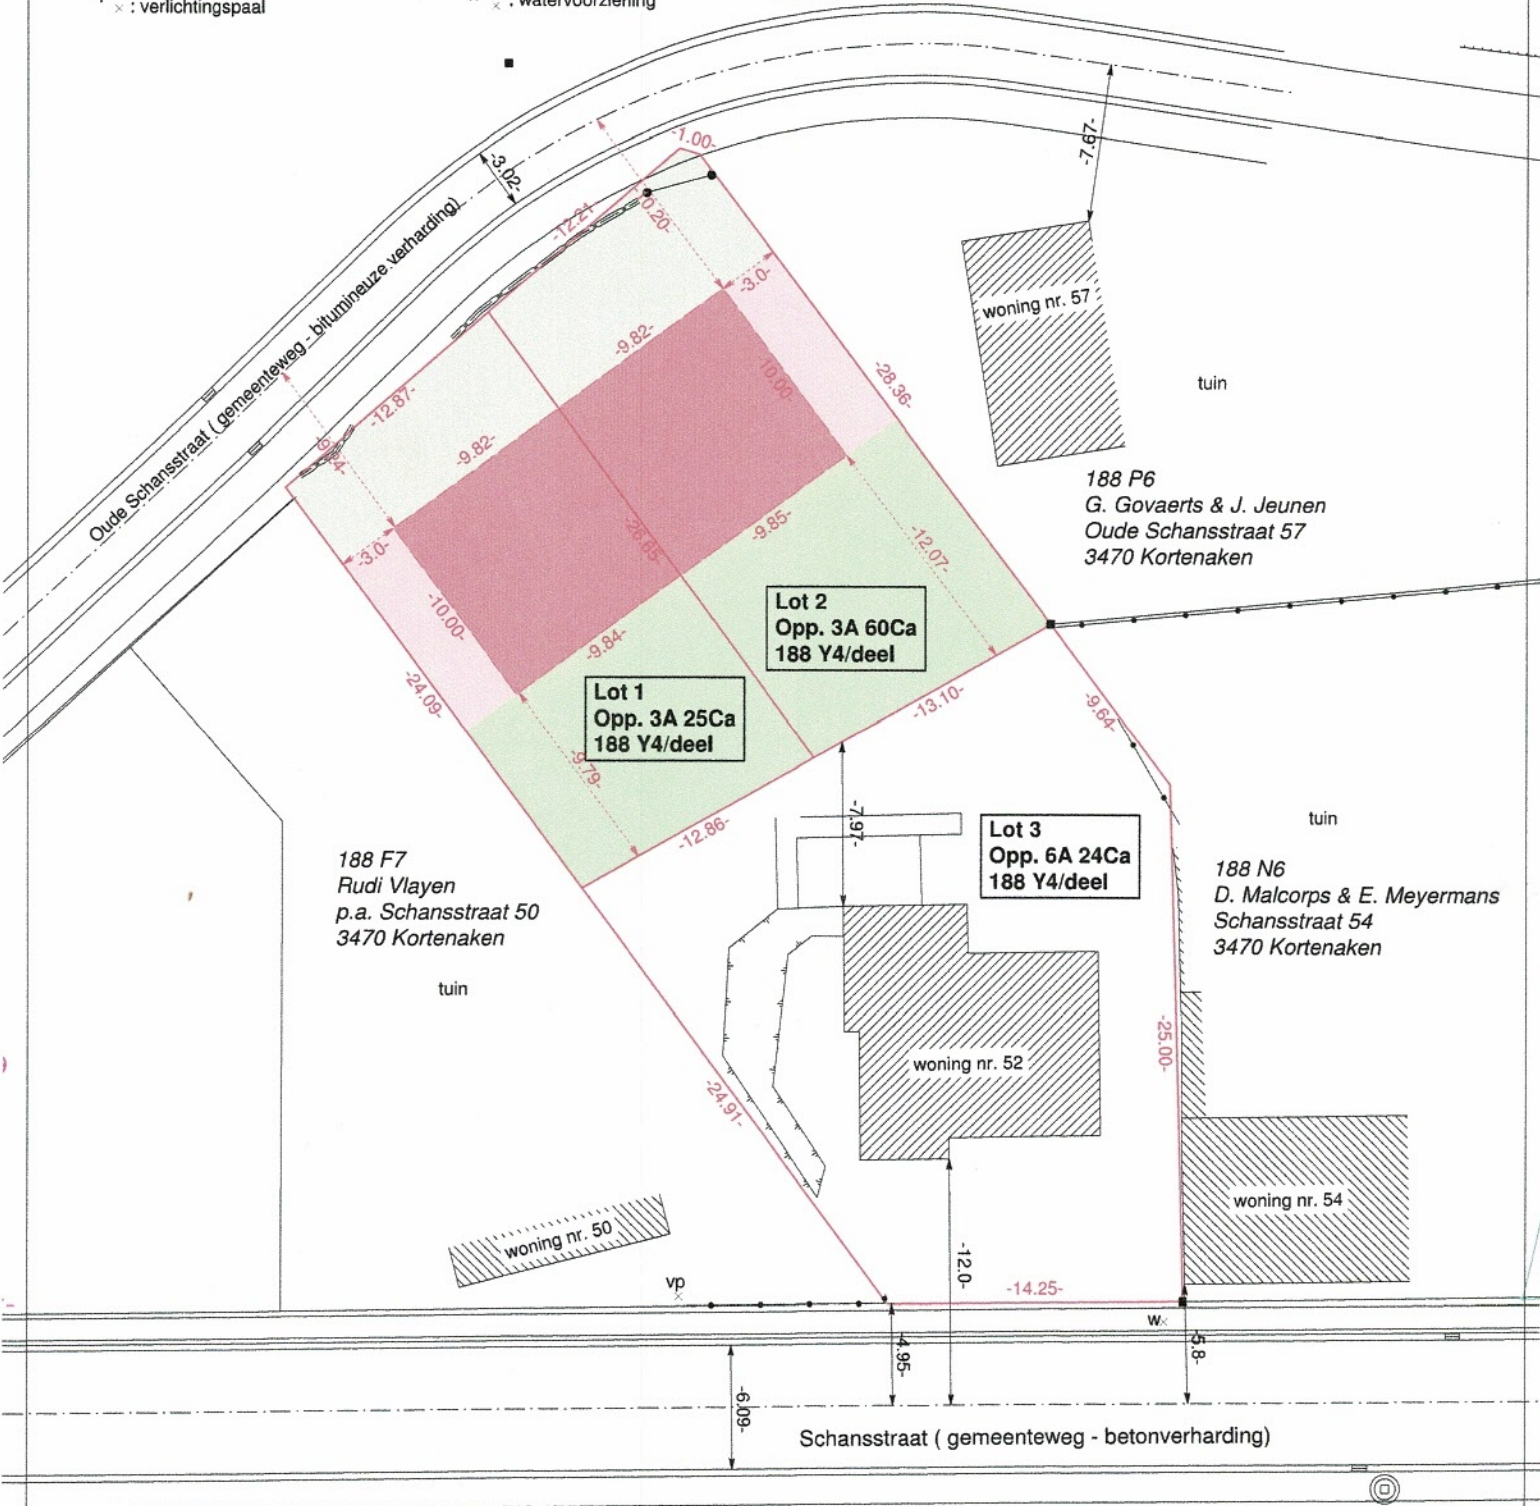 × : verlichtingspaal
× : watervoorziening
-1.00-
-7.67-
-3.02-
-12.21
0.20-
-3.0-
woning nr. 57
Oude Schansstraat ( gemeenteweg - bitumineuze verharding)
-9.82-
-10.00-
-28.36-
tuin
-12.87-
-9.82-
188 P6
G. Govaerts & J. Jeunen
Oude Schansstraat 57
3470 Kortenaken
-3.0-
-26.65-
-9.85-
-12.07-
-10.00-
-9.84-
Lot 2
Opp. 3A 60Ca
188 Y4/deel
-24.09-
Lot 1
Opp. 3A 25Ca
188 Y4/deel
-13.10-
-9.64-
-9.79-
-12.86-
-7.97-
Lot 3
Opp. 6A 24Ca
188 Y4/deel
tuin
188 F7
Rudi Vlayen
p.a. Schansstraat 50
3470 Kortenaken
188 N6
D. Malcorps & E. Meyermans
Schansstraat 54
3470 Kortenaken
tuin
-25.00-
woning nr. 52
-24.91-
woning nr. 54
woning nr. 50
-12.0-
vp
×
-14.25-
w×
-4.95-
-5.8-
-6.09-
Schansstraat ( gemeenteweg - betonverharding)